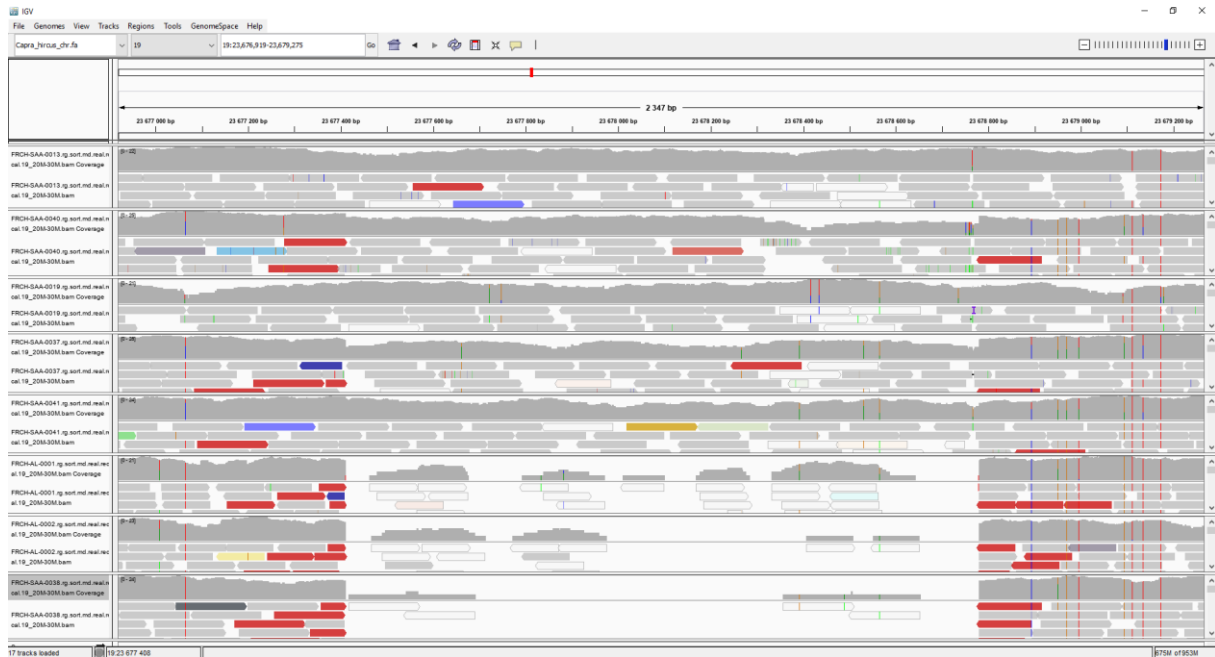 IGV
File Genomes View Tracks Regions Tools GenomeSpace Help
Capra_hircus_chr.fa 19 19:23,676,919-23,679,275 Go
2 347 bp
23 677 000 bp 23 677 200 bp 23 677 400 bp 23 677 600 bp 23 677 800 bp 23 678 000 bp 23 678 200 bp 23 678 400 bp 23 678 600 bp 23 678 800 bp 23 679 000 bp 23 679 200 bp
FRCH-SAA-0013.rg.sort.md.real.n
cal.19_20M-30M.bam Coverage
FRCH-SAA-0013.rg.sort.md.real.n
cal.19_20M-30M.bam
FRCH-SAA-0040.rg.sort.md.real.n
cal.19_20M-30M.bam Coverage
FRCH-SAA-0040.rg.sort.md.real.n
cal.19_20M-30M.bam
FRCH-SAA-0019.rg.sort.md.real.n
cal.19_20M-30M.bam Coverage
FRCH-SAA-0019.rg.sort.md.real.n
cal.19_20M-30M.bam
FRCH-SAA-0037.rg.sort.md.real.n
cal.19_20M-30M.bam Coverage
FRCH-SAA-0037.rg.sort.md.real.n
cal.19_20M-30M.bam
FRCH-SAA-0041.rg.sort.md.real.n
cal.19_20M-30M.bam Coverage
FRCH-SAA-0041.rg.sort.md.real.n
cal.19_20M-30M.bam
FRCH-AL-0001.rg.sort.md.real.rec
al.19_20M-30M.bam Coverage
FRCH-AL-0001.rg.sort.md.real.rec
al.19_20M-30M.bam
FRCH-AL-0002.rg.sort.md.real.rec
al.19_20M-30M.bam Coverage
FRCH-AL-0002.rg.sort.md.real.rec
al.19_20M-30M.bam
FRCH-SAA-0038.rg.sort.md.real.n
cal.19_20M-30M.bam Coverage
FRCH-SAA-0038.rg.sort.md.real.n
cal.19_20M-30M.bam
17 tracks loaded 19:23 677 408 675M of 953M